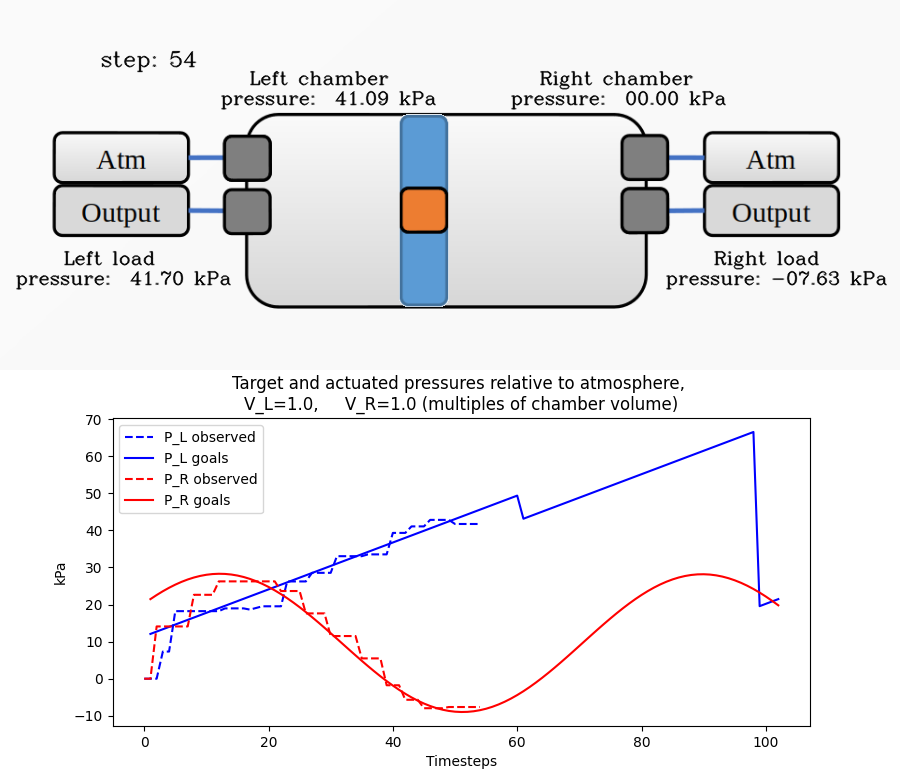 step: 54
Left chamber
pressure: 41.09 kPa
Right chamber
pressure: 00.00 kPa
Atm
Output
Atm
Output
Left load
pressure: 41.70 kPa
Right load
pressure: −07.63 kPa
Target and actuated pressures relative to atmosphere,
V_L=1.0, V_R=1.0 (multiples of chamber volume)
P_L observed
P_L goals
P_R observed
P_R goals
kPa
70
60
50
40
30
20
10
0
−10
0 20 40 60 80 100
Timesteps